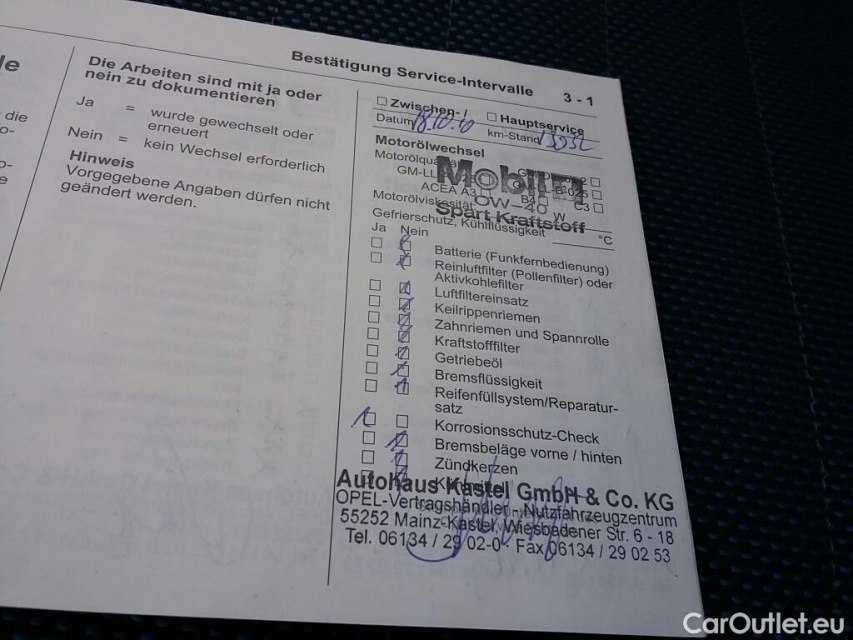 Bestätigung Service-Intervalle 3 - 1
le
die
o-
e
Die Arbeiten sind mit ja oder
nein zu dokumentieren
Ja = wurde gewechselt oder
erneuert
Nein = kein Wechsel erforderlich
Hinweis
Vorgegebene Angaben dürfen nicht
geändert werden.
Zwischen-/ Hauptservice
Datum 18.10.10 km-Stand
Motorölwechsel
Mobil 1
GM-LL
ACEA A3
C3
0W-40
Motorölviskosität W
Spart Kraftstoff
Gefrierschutz, Kühlflüssigkeit °C
Ja Nein
Batterie (Funkfernbedienung)
Reinluftfilter (Pollenfilter) oder
Aktivkohlefilter
Luftfiltereinsatz
Keilrippenriemen
Zahnriemen und Spannrolle
Kraftstofffilter
Getriebeöl
Bremsflüssigkeit
Reifenfüllsystem/Reparatur-
satz
Korrosionsschutz-Check
Bremsbeläge vorne / hinten
Zündkerzen
Autohaus Kastel GmbH & Co. KG
OPEL-Vertragshändler - Nutzfahrzeugzentrum
55252 Mainz-Kastel, Wiesbadener Str. 6 - 18
Tel. 06134 / 29 02-0 - Fax 06134 / 29 02 53
CarOutlet.eu